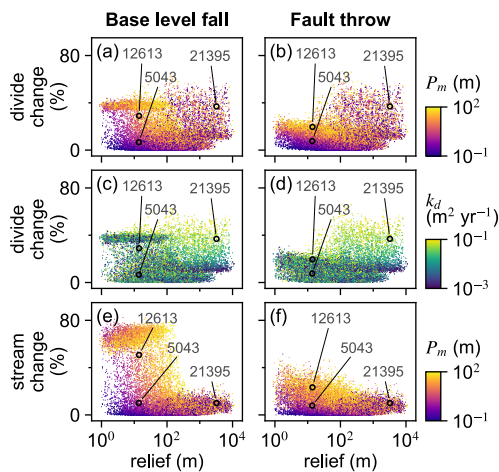 Base level fall
Fault throw
(a)
12613
21395
5043
80
0
divide
change
(%)
(b)
12613
21395
5043
P_m (m)
10^2
10^-1
(c)
12613
21395
5043
80
0
divide
change
(%)
(d)
12613
21395
5043
k_d
(m^2 yr^-1)
10^-1
10^-3
(e)
12613
5043
21395
80
0
stream
change
(%)
(f)
12613
5043
21395
P_m (m)
10^2
10^-1
10^0
10^2
10^4
relief (m)
10^0
10^2
10^4
relief (m)